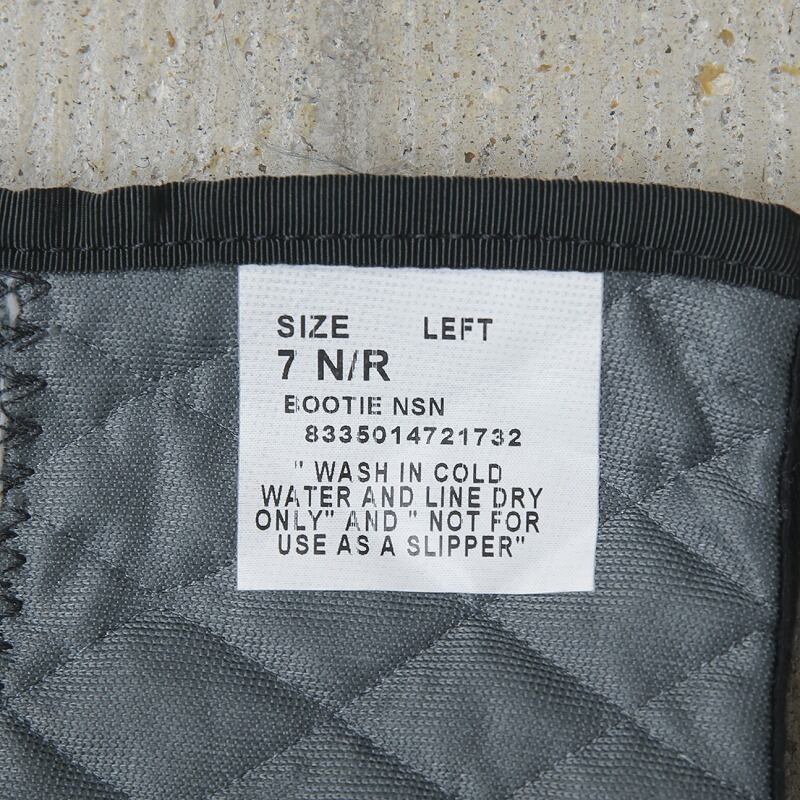 SIZE LEFT
7 N/R
BOOTIE NSN
8335014721732
" WASH IN COLD
WATER AND LINE DRY
ONLY" AND " NOT FOR
USE AS A SLIPPER"